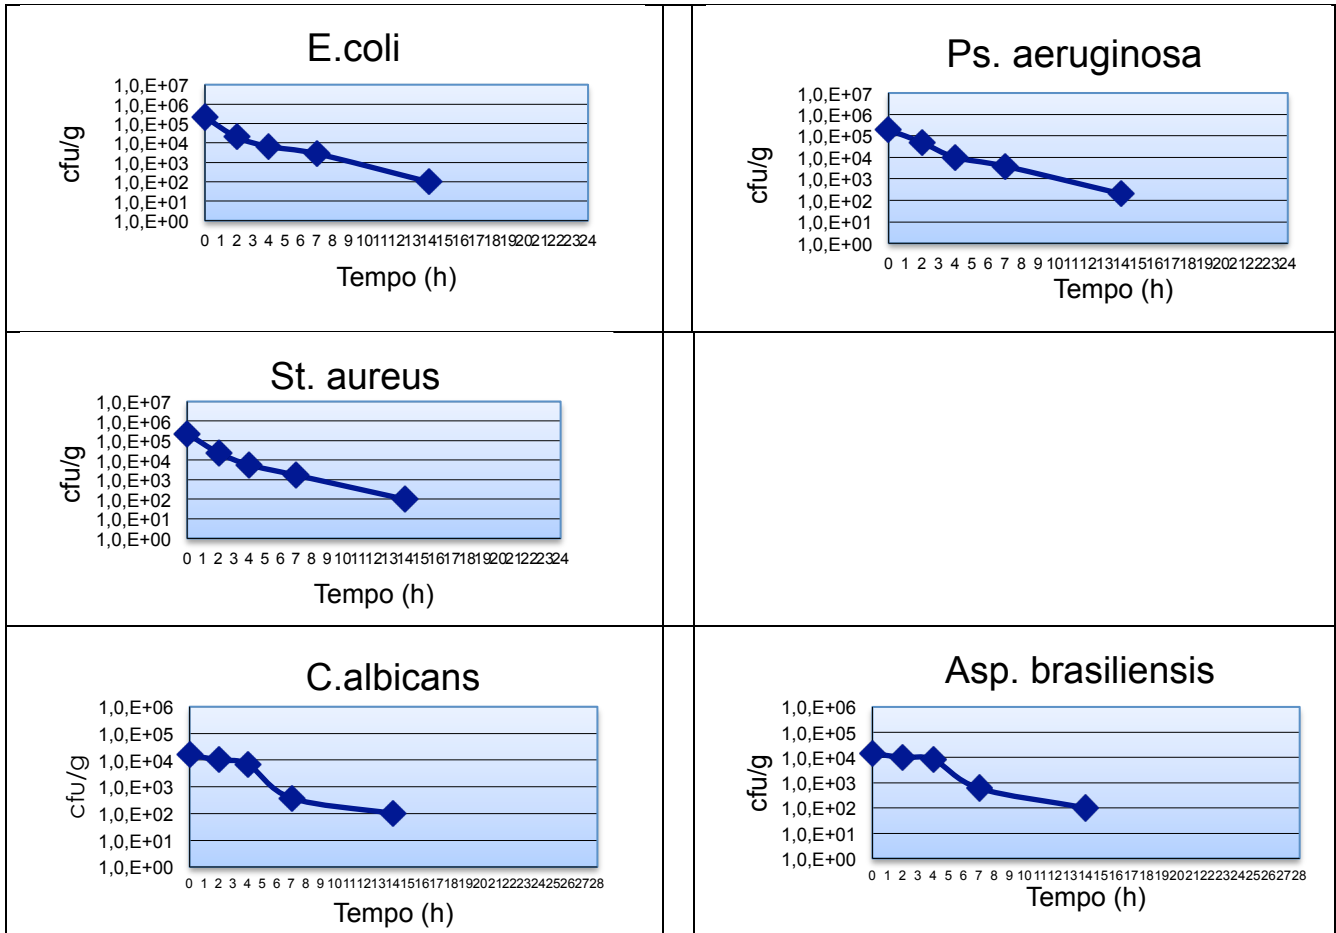 E.coli
1,0,E+07
1,0,E+06
1,0,E+05
1,0,E+04
1,0,E+03
1,0,E+02
1,0,E+01
1,0,E+00
cfu/g
0 1 2 3 4 5 6 7 8 9 101112131415161718192021222324
Tempo (h)
Ps. aeruginosa
1,0,E+07
1,0,E+06
1,0,E+05
1,0,E+04
1,0,E+03
1,0,E+02
1,0,E+01
1,0,E+00
cfu/g
0 1 2 3 4 5 6 7 8 9 101112131415161718192021222324
Tempo (h)
St. aureus
1,0,E+07
1,0,E+06
1,0,E+05
1,0,E+04
1,0,E+03
1,0,E+02
1,0,E+01
1,0,E+00
cfu/g
0 1 2 3 4 5 6 7 8 9 101112131415161718192021222324
Tempo (h)
C.albicans
1,0,E+06
1,0,E+05
1,0,E+04
1,0,E+03
1,0,E+02
1,0,E+01
1,0,E+00
cfu/g
0 1 2 3 4 5 6 7 8 9 10111213141516171819202122232425262728
Tempo (h)
Asp. brasiliensis
1,0,E+06
1,0,E+05
1,0,E+04
1,0,E+03
1,0,E+02
1,0,E+01
1,0,E+00
cfu/g
0 1 2 3 4 5 6 7 8 9 10111213141516171819202122232425262728
Tempo (h)